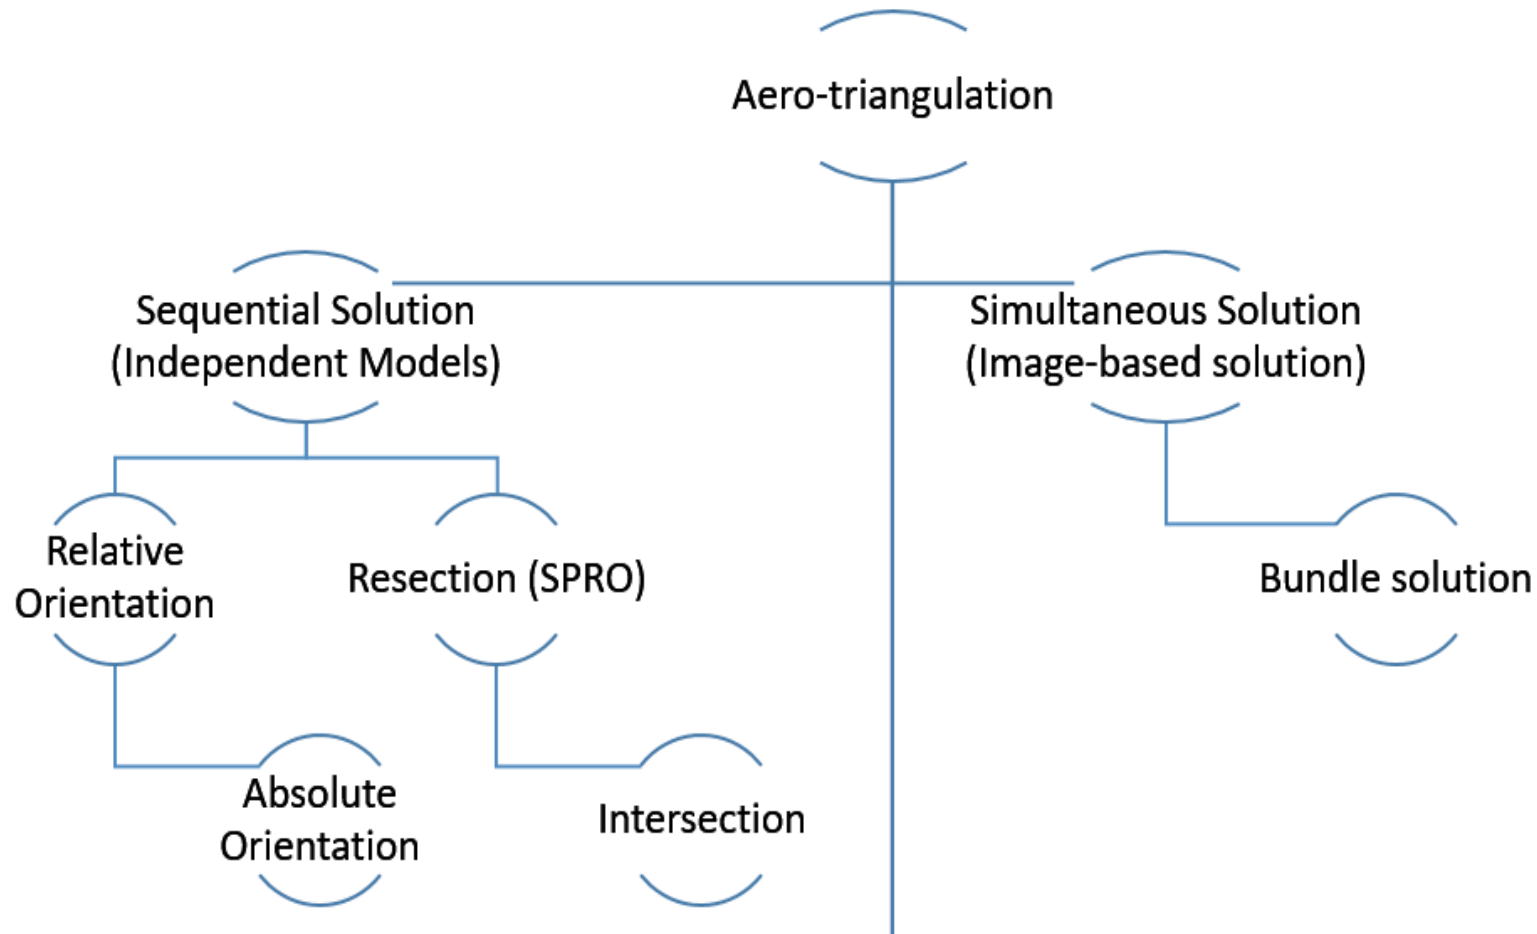 Aero-triangulation
Sequential Solution
(Independent Models)
Simultaneous Solution
(Image-based solution)
Relative
Orientation
Resection (SPRO)
Bundle solution
Absolute
Orientation
Intersection